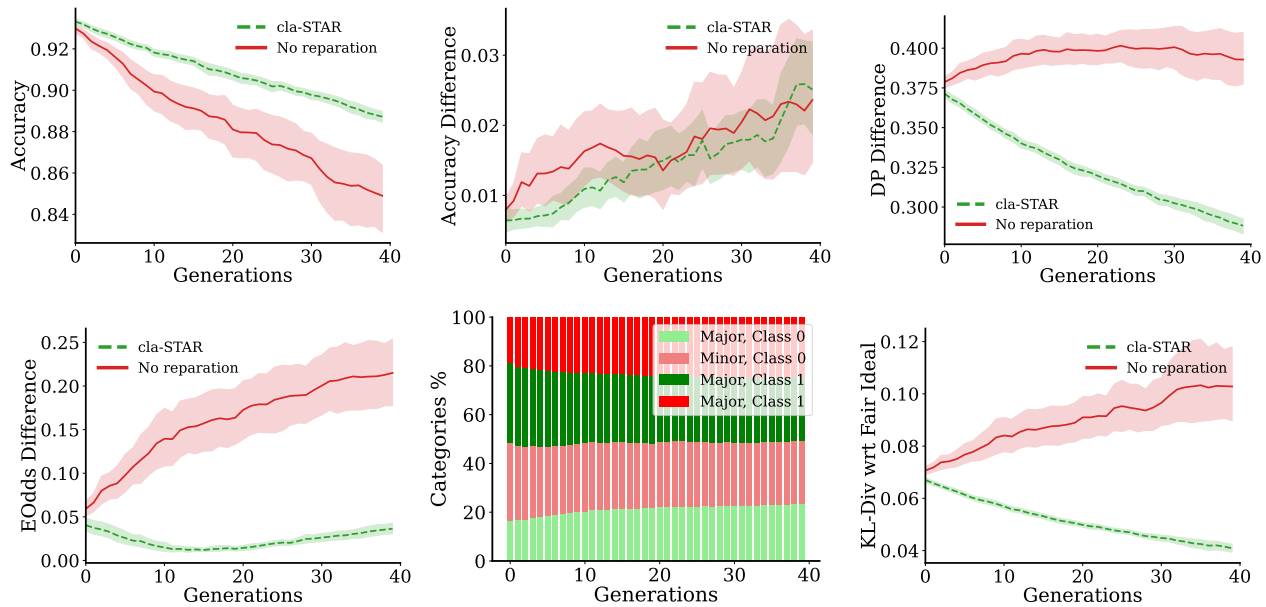 cla-STAR
No reparation
Accuracy
0.92
0.90
0.88
0.86
0.84
0 10 20 30 40
Generations
cla-STAR
No reparation
Accuracy Difference
0.03
0.02
0.01
0 10 20 30 40
Generations
cla-STAR
No reparation
DP Difference
0.400
0.375
0.350
0.325
0.300
0 10 20 30 40
Generations
cla-STAR
No reparation
EOdds Difference
0.25
0.20
0.15
0.10
0.05
0.00
0 10 20 30 40
Generations
Major, Class 0
Minor, Class 0
Major, Class 1
Major, Class 1
Categories %
100
80
60
40
20
0
0 10 20 30 40
Generations
cla-STAR
No reparation
KL-Div wrt Fair Ideal
0.12
0.10
0.08
0.06
0.04
0 10 20 30 40
Generations